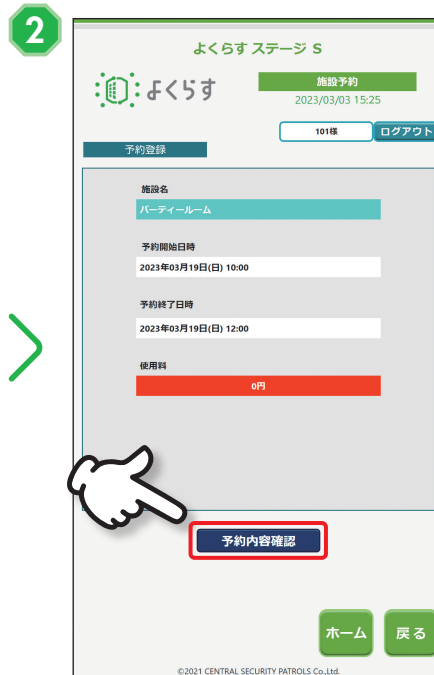 2
よくらす ステージ S
よくらす
施設予約
2023/03/03 15:25
101様
ログアウト
予約登録
施設名
パーティールーム
予約開始日時
2023年03月19日(日) 10:00
予約終了日時
2023年03月19日(日) 12:00
使用料
0円
予約内容確認
ホーム
戻る
©2021 CENTRAL SECURITY PATROLS Co.,Ltd.